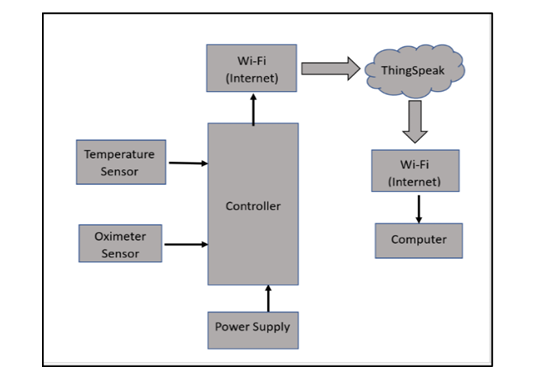 Wi-Fi
(Internet)
ThingSpeak
Temperature
Sensor
Wi-Fi
(Internet)
Controller
Oximeter
Sensor
Computer
Power Supply